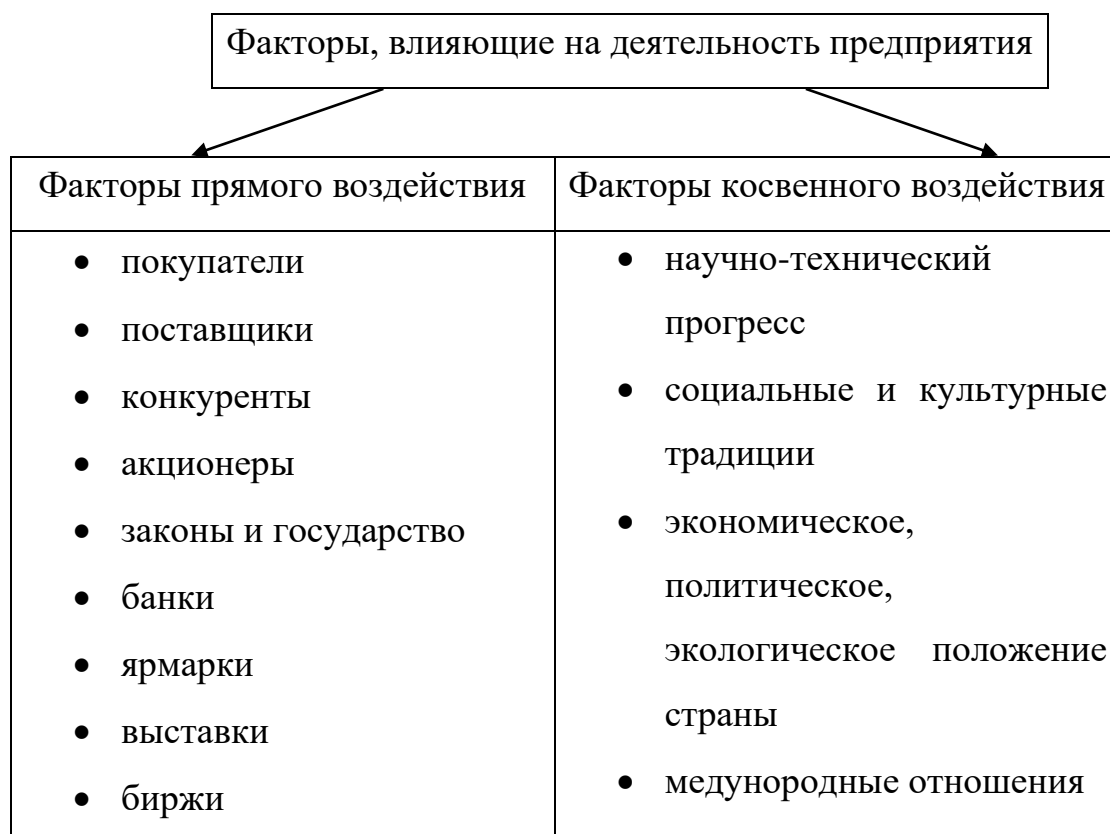 Факторы, влияющие на деятельность предприятия
Факторы прямого воздействия
• покупатели
• поставщики
• конкуренты
• акционеры
• законы и государство
• банки
• ярмарки
• выставки
• биржи
Факторы косвенного воздействия
• научно-технический
прогресс
• социальные и культурные
традиции
• экономическое,
политическое,
экологическое положение
страны
• медународные отношения